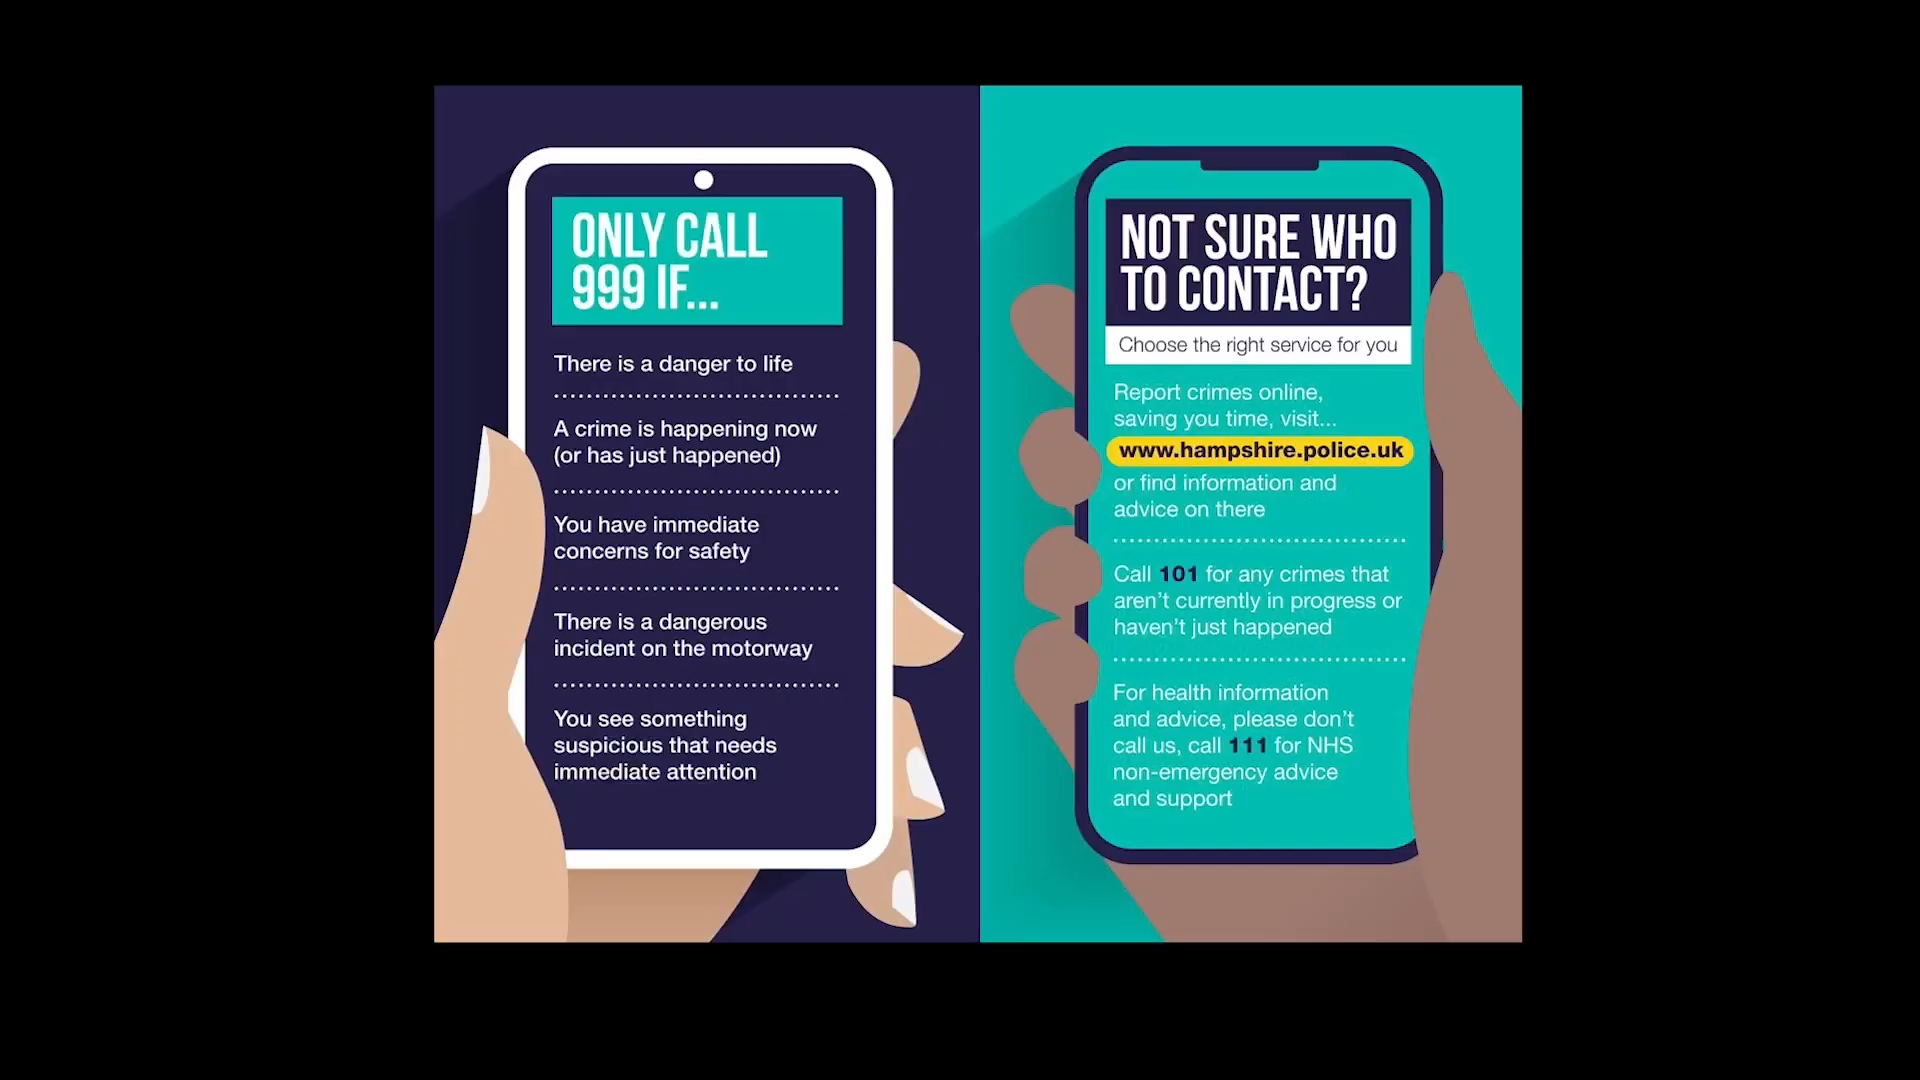 ONLY CALL
999 IF...
There is a danger to life
A crime is happening now
(or has just happened)
You have immediate
concerns for safety
There is a dangerous
incident on the motorway
You see something
suspicious that needs
immediate attention
NOT SURE WHO
TO CONTACT?
Choose the right service for you
Report crimes online,
saving you time, visit...
www.hampshire.police.uk
or find information and
advice on there
Call 101 for any crimes that
aren't currently in progress or
haven't just happened
For health information
and advice, please don't
call us, call 111 for NHS
non-emergency advice
and support